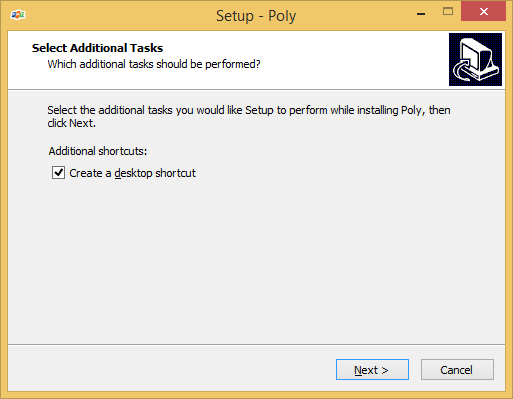 Setup - Poly
Select Additional Tasks
Which additional tasks should be performed?
Select the additional tasks you would like Setup to perform while installing Poly, then
click Next.
Additional shortcuts:
Create a desktop shortcut
Next >
Cancel